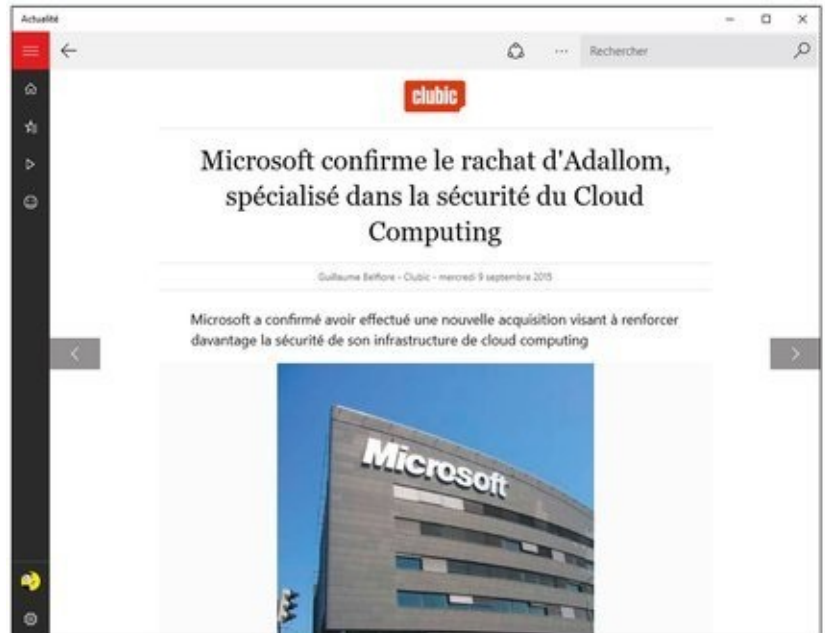 Actualité
Rechercher
clubic
Microsoft confirme le rachat d'Adallom,
spécialisé dans la sécurité du Cloud
Computing
Guillaume Belfiore - Clubic - mercredi 9 septembre 2015
Microsoft a confirmé avoir effectué une nouvelle acquisition visant à renforcer
davantage la sécurité de son infrastructure de cloud computing
Microsoft